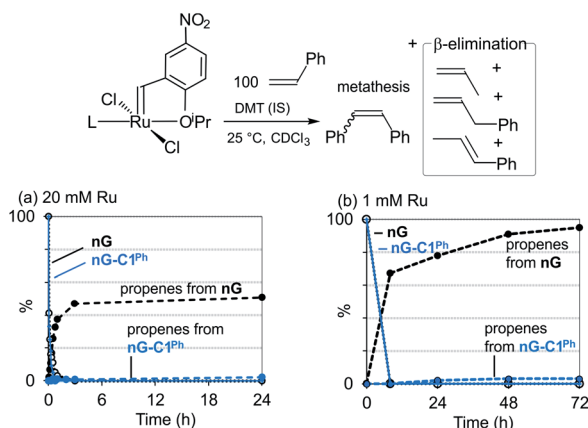 NO₂
+ β-elimination
Ph
Cl
100
metathesis
+
DMT (IS)
Ph
+
L
Ru
OⁱPr
Ph
Ph
25 °C, CDCl₃
+
Cl
Ph
(a) 20 mM Ru
(b) 1 mM Ru
100
nG
nG-C1ᴾʰ
propenes from nG
propenes from
nG-C1ᴾʰ
%
0
0
6
12
18
24
Time (h)
100
nG
nG-C1ᴾʰ
propenes
from nG
propenes
from nG-C1ᴾʰ
%
0
0
24
48
72
Time (h)